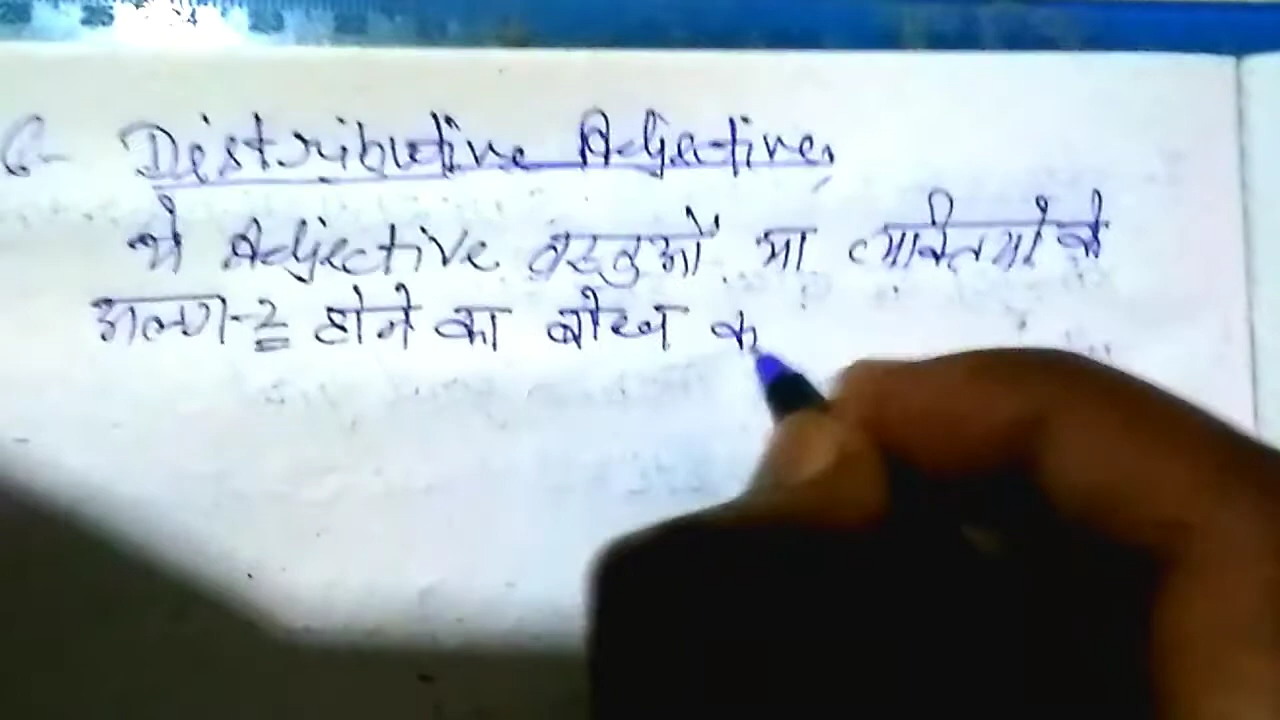 6- Distributive Adjective,
ये Adjective वस्तुओं या व्यक्तियों के
अलग-2 होने का बोध क